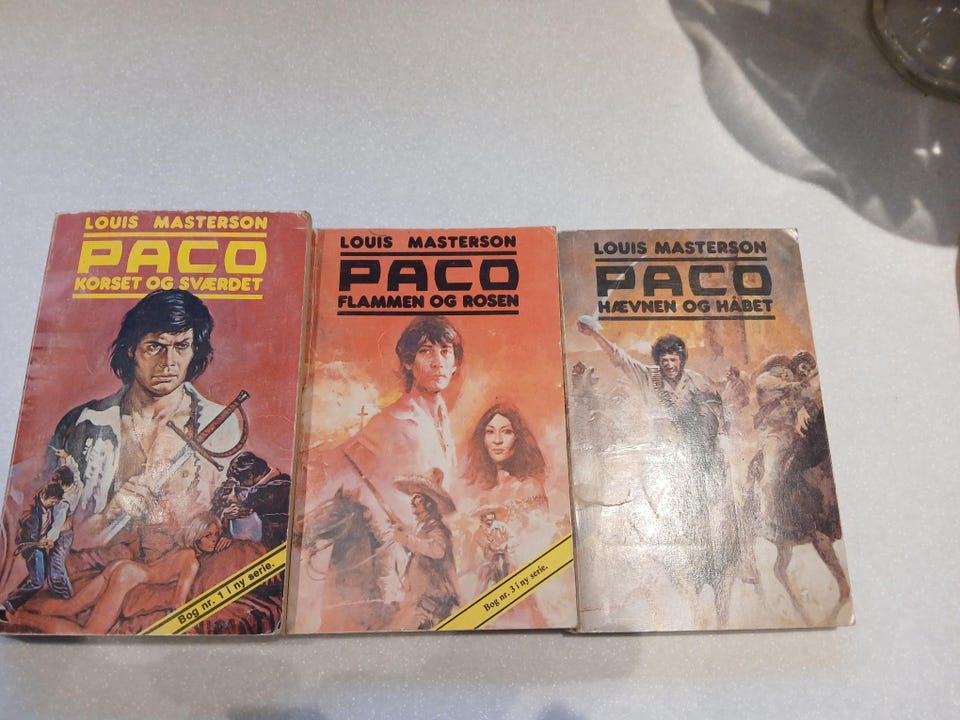 LOUIS MASTERSON
PACO
KORSET OG SVÆRDET
Bog nr. 1 i ny serie.
LOUIS MASTERSON
PACO
FLAMMEN OG ROSEN
Bog nr. 3 i ny serie.
LOUIS MASTERSON
PACO
HÆVNEN OG HÅBET